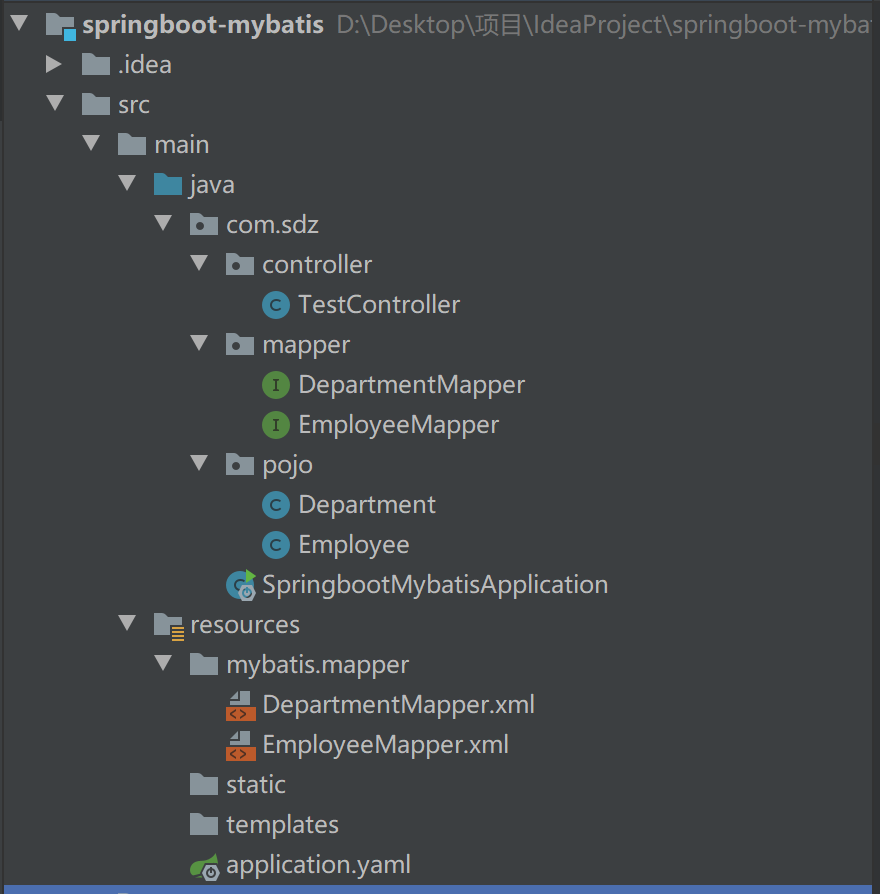 springboot-mybatis D:\Desktop\项目\IdeaProject\springboot-myba
.idea
src
main
java
com.sdz
controller
TestController
mapper
DepartmentMapper
EmployeeMapper
pojo
Department
Employee
SpringbootMybatisApplication
resources
mybatis.mapper
DepartmentMapper.xml
EmployeeMapper.xml
static
templates
application.yaml